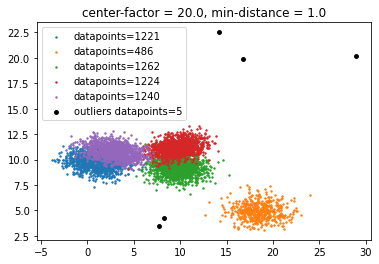 center-factor = 20.0, min-distance = 1.0
22.5
20.0
17.5
15.0
12.5
10.0
7.5
5.0
2.5
datapoints=1221
datapoints=486
datapoints=1262
datapoints=1224
datapoints=1240
outliers datapoints=5
−5 0 5 10 15 20 25 30